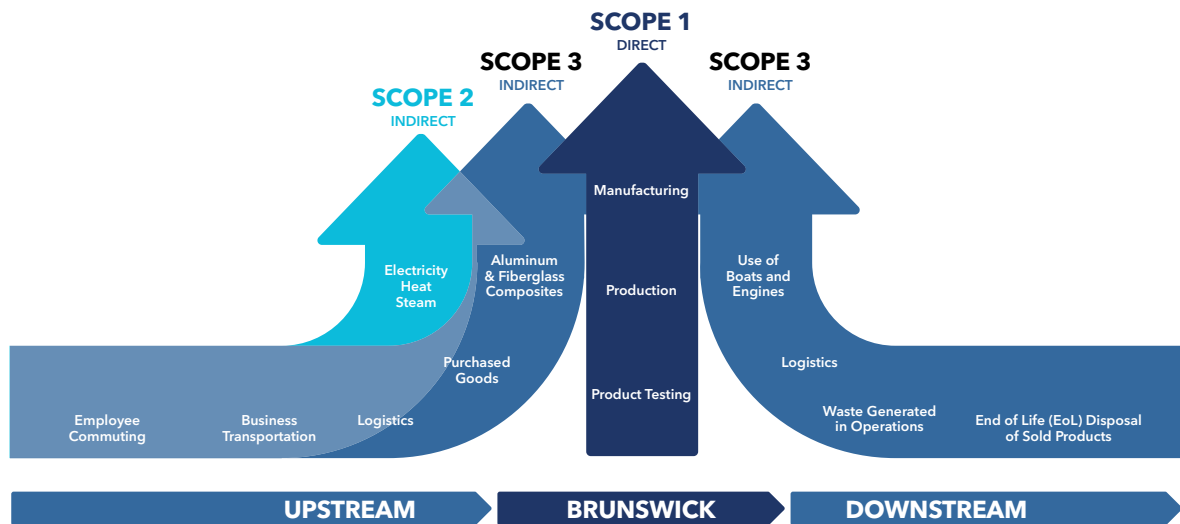 SCOPE 1
DIRECT
SCOPE 3
INDIRECT
SCOPE 3
INDIRECT
SCOPE 2
INDIRECT
Manufacturing
Electricity
Heat
Steam
Aluminum
& Fiberglass
Composites
Production
Use of
Boats and
Engines
Purchased
Goods
Logistics
Product Testing
Employee
Commuting
Business
Transportation
Logistics
Waste Generated
in Operations
End of Life (EoL) Disposal
of Sold Products
UPSTREAM
BRUNSWICK
DOWNSTREAM